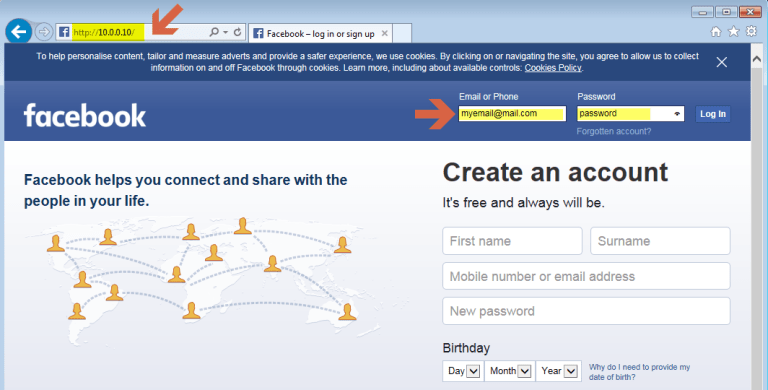 http://10.0.0.10/
Facebook – log in or sign up
To help personalise content, tailor and measure adverts and provide a safer experience, we use cookies. By clicking on or navigating the site, you agree to allow us to collect
information on and off Facebook through cookies. Learn more, including about available controls: Cookies Policy.
facebook
Email or Phone
Password
myemail@mail.com
password
Log In
Forgotten account?
Facebook helps you connect and share with the
people in your life.
Create an account
It's free and always will be.
First name
Surname
Mobile number or email address
New password
Birthday
Day
Month
Year
Why do I need to provide my
date of birth?